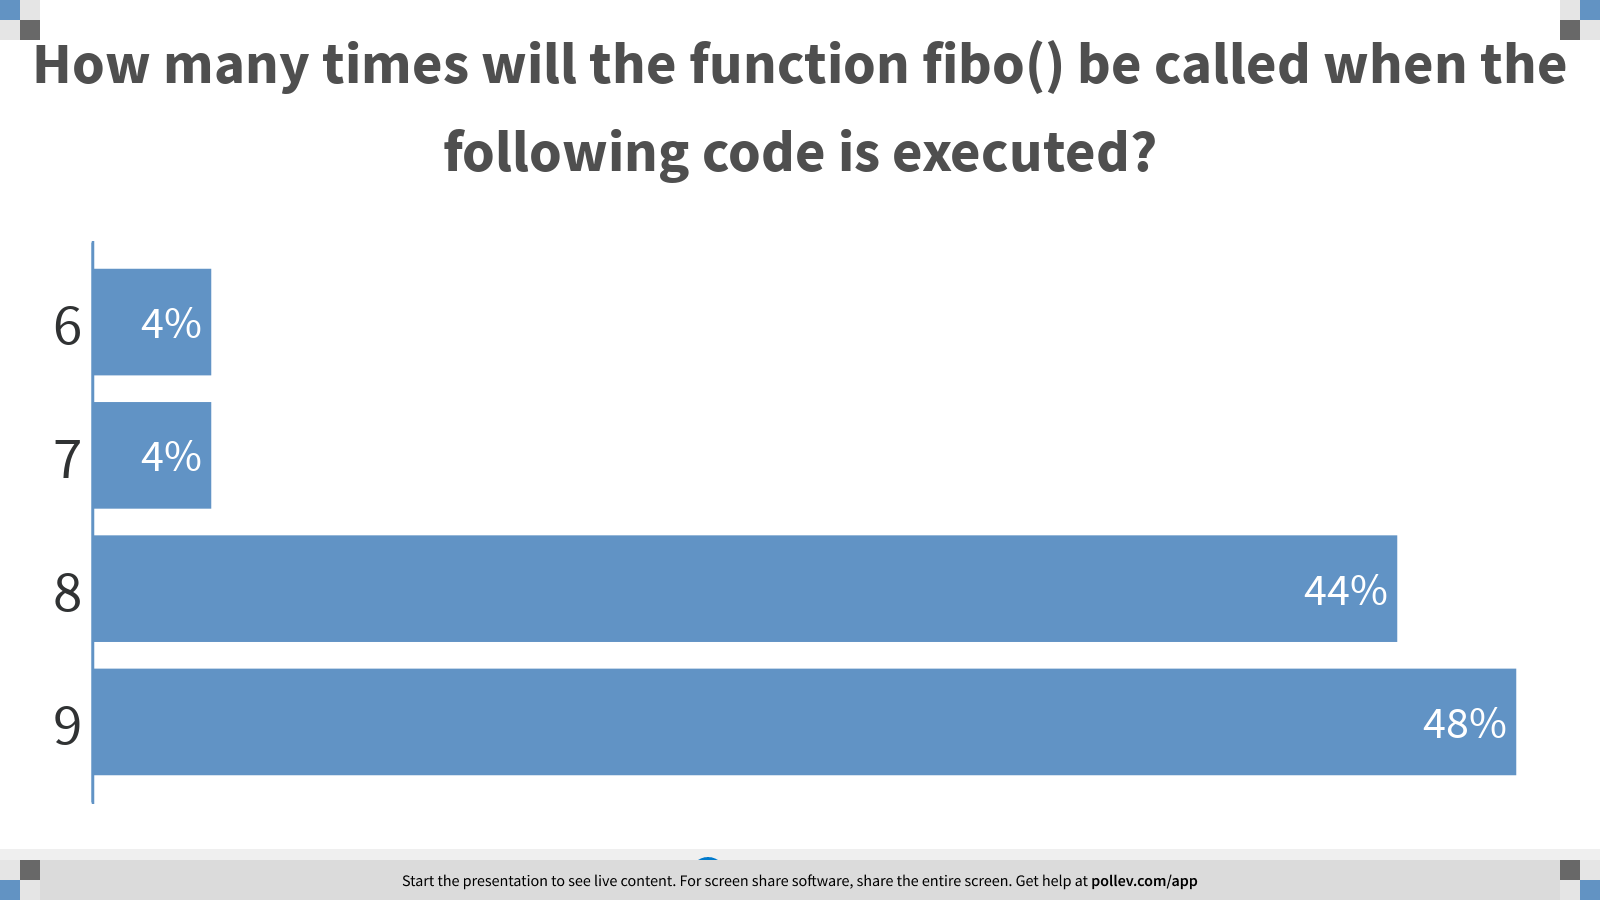 How many times will the function fibo() be called when the
following code is executed?
6 4%
7 4%
8 44%
9 48%
Start the presentation to see live content. For screen share software, share the entire screen. Get help at pollev.com/app